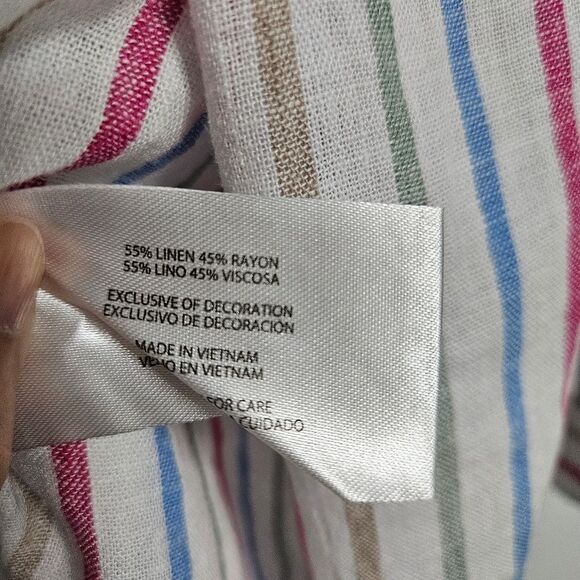 55% LINEN 45% RAYON
55% LINO 45% VISCOSA
EXCLUSIVE OF DECORATION
EXCLUSIVO DE DECORACIÓN
MADE IN VIETNAM
EN VIETNAM
FOR CARE
CUIDADO